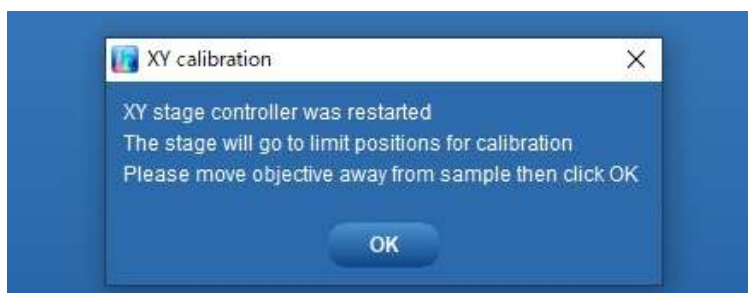 XY calibration
XY stage controller was restarted
The stage will go to limit positions for calibration
Please move objective away from sample then click OK
OK